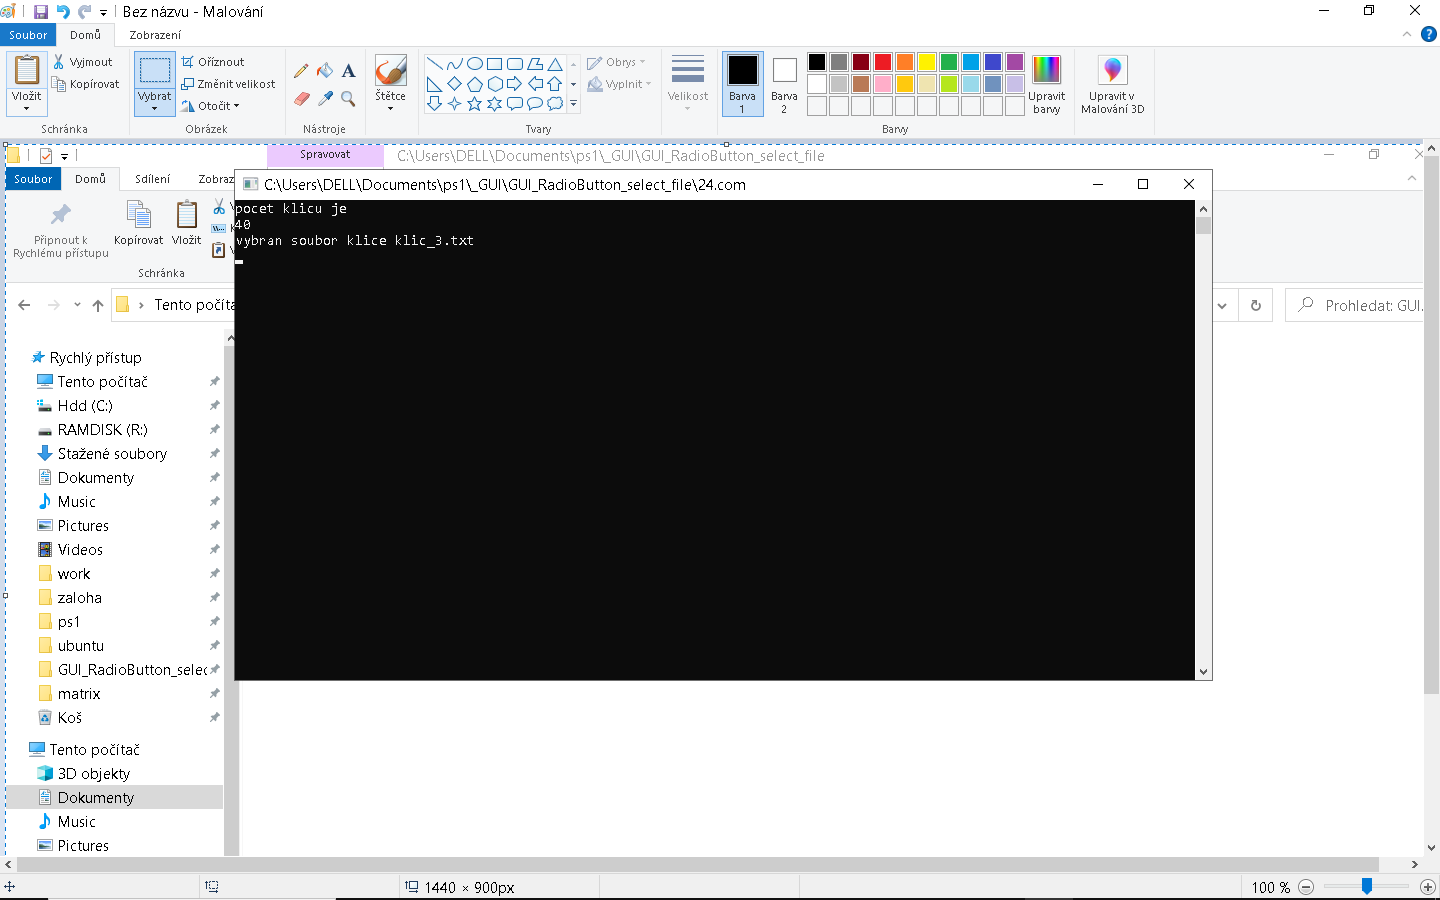 Bez názvu - Malování
Soubor Domů Zobrazení
Vložit
Vyjmout
Kopírovat
Schránka
Vybrat
Oříznout
Změnit velikost
Otočit
Obrázek
Nástroje
Štětce
Tvary
Obrys
Vyplnit
Velikost
Barva 1
Barva 2
Barvy
Upravit barvy
Upravit v Malování 3D
Spravovat C:\Users\DELL\Documents\ps1\_GUI\GUI_RadioButton_select_file
Soubor Domů Sdílení Zobraz
Připnout k Rychlému přístupu
Kopírovat
Vložit
Schránka
C:\Users\DELL\Documents\ps1\_GUI\GUI_RadioButton_select_file\24.com
pocet klicu je
40
vybran soubor klice klic_3.txt
Tento počíta
Prohledat: GUI.
Rychlý přístup
Tento počítač
Hdd (C:)
RAMDISK (R:)
Stažené soubory
Dokumenty
Music
Pictures
Videos
work
zaloha
ps1
ubuntu
GUI_RadioButton_selec
matrix
Koš
Tento počítač
3D objekty
Dokumenty
Music
Pictures
1440 × 900px
100 %